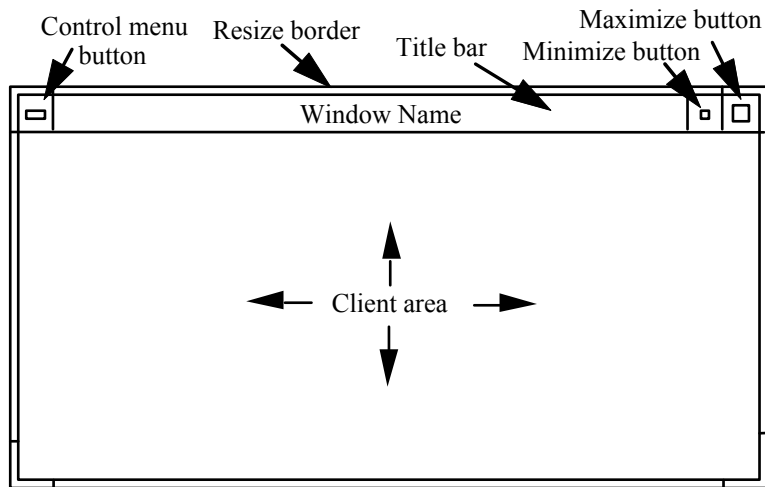 Control menu
button
Resize border
Title bar
Maximize button
Minimize button
Window Name
Client area